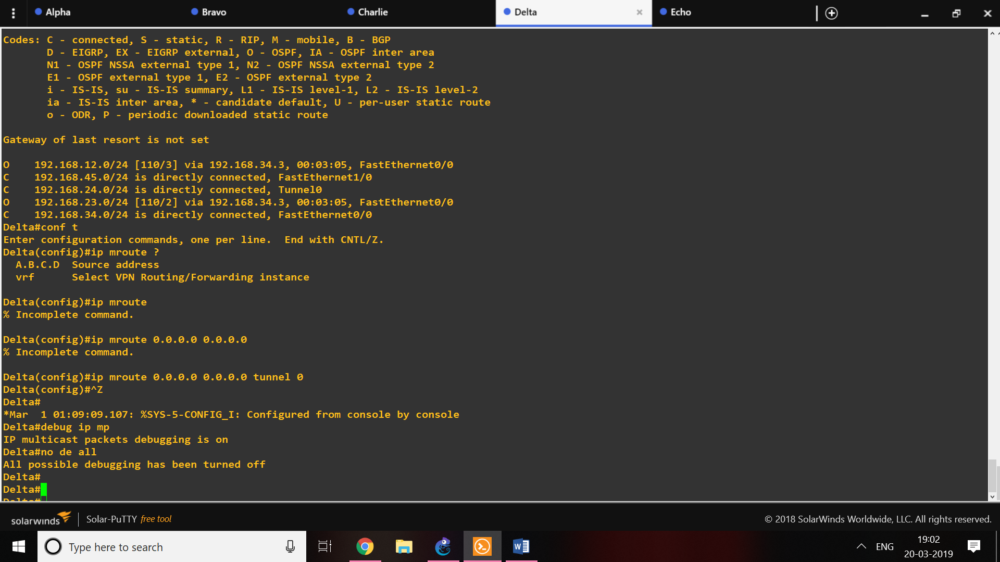 Alpha Bravo Charlie Delta Echo
Codes: C - connected, S - static, R - RIP, M - mobile, B - BGP
D - EIGRP, EX - EIGRP external, O - OSPF, IA - OSPF inter area
N1 - OSPF NSSA external type 1, N2 - OSPF NSSA external type 2
E1 - OSPF external type 1, E2 - OSPF external type 2
i - IS-IS, su - IS-IS summary, L1 - IS-IS level-1, L2 - IS-IS level-2
ia - IS-IS inter area, * - candidate default, U - per-user static route
o - ODR, P - periodic downloaded static route
Gateway of last resort is not set
O 192.168.12.0/24 [110/3] via 192.168.34.3, 00:03:05, FastEthernet0/0
C 192.168.45.0/24 is directly connected, FastEthernet1/0
C 192.168.24.0/24 is directly connected, Tunnel0
O 192.168.23.0/24 [110/2] via 192.168.34.3, 00:03:05, FastEthernet0/0
C 192.168.34.0/24 is directly connected, FastEthernet0/0
Delta#conf t
Enter configuration commands, one per line. End with CNTL/Z.
Delta(config)#ip mroute ?
A.B.C.D Source address
vrf Select VPN Routing/Forwarding instance
Delta(config)#ip mroute
% Incomplete command.
Delta(config)#ip mroute 0.0.0.0 0.0.0.0
% Incomplete command.
Delta(config)#ip mroute 0.0.0.0 0.0.0.0 tunnel 0
Delta(config)#^Z
Delta#
*Mar 1 01:09:09.107: %SYS-5-CONFIG_I: Configured from console by console
Delta#debug ip mp
IP multicast packets debugging is on
Delta#no de all
All possible debugging has been turned off
Delta#
Delta#
Delta#
solarwinds Solar-PuTTY free tool © 2018 SolarWinds Worldwide, LLC. All rights reserved.
Type here to search ENG 19:02
20-03-2019